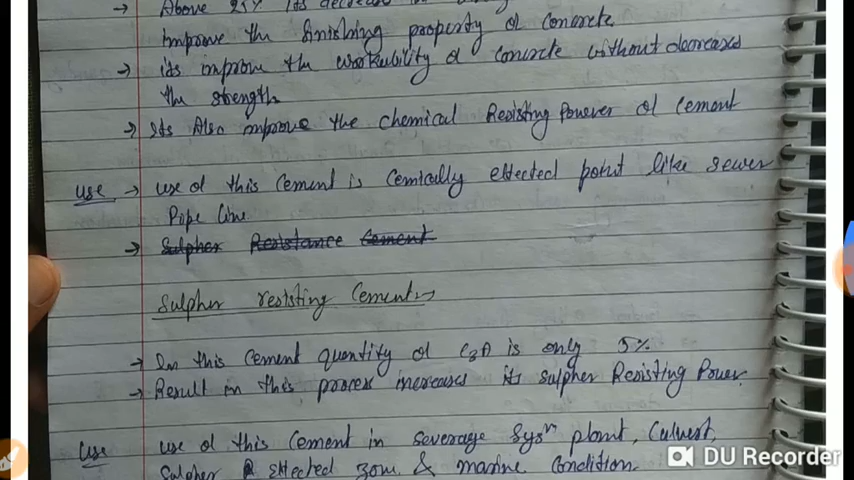 → Above 25% its decrease
improve the finishing property of concrete
→ its improve the workability of concrete without decreases
the strength
→ Its Also improve the chemical Resisting Powever of cement
use → use of this cement is cemically effected point like sewer
Pipe line
→ Sulpher Resistance Cement
Sulpher resisting Cement→
→ In this cement quantity of C3A is only 5%
→ Result in this process increases its sulpher Resisting Power.
use use of this Cement in severage Sysn plant, Culvest,
Sulpher effected zone & marine Condition.
DU Recorder